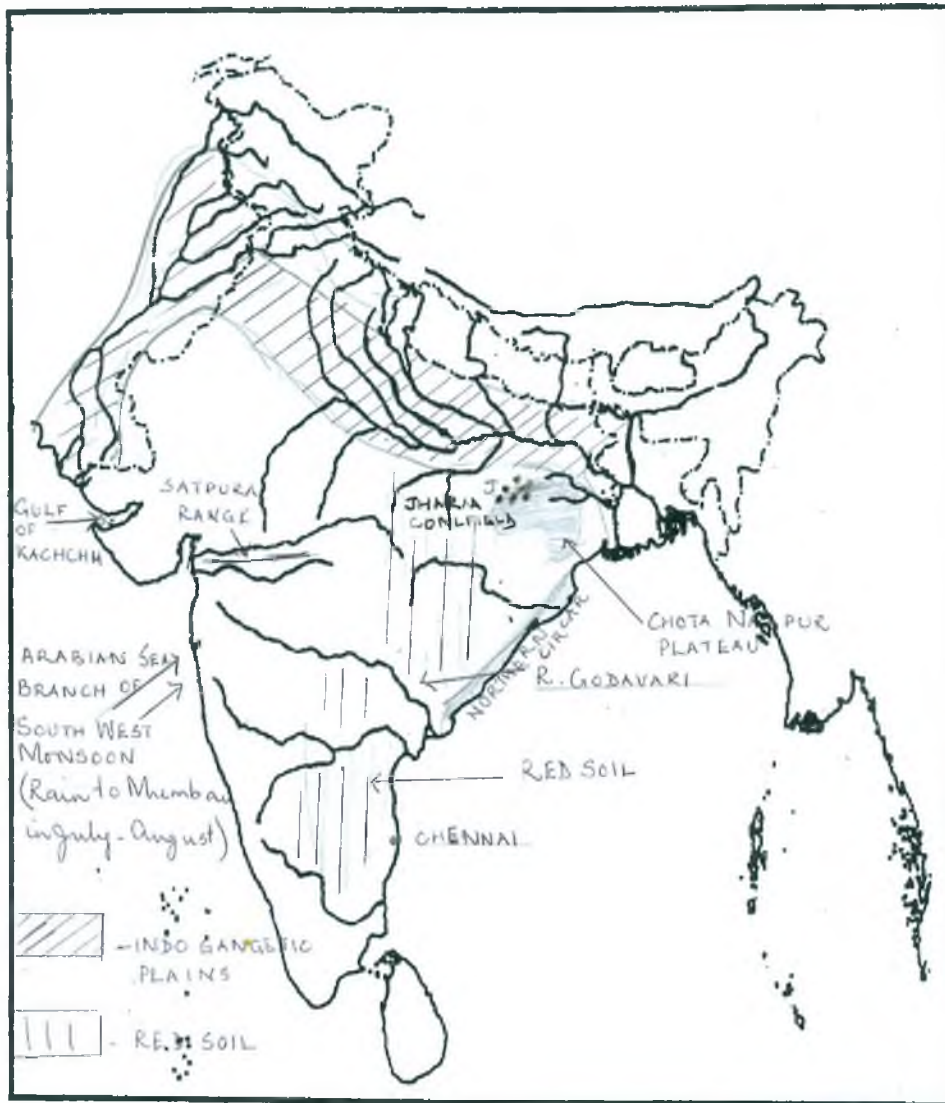 SATPURA
RANGE
GULF
OF
KACHCHH
J
JHARIA
COALFIELD
CHOTA NAGPUR
PLATEAU
NORTHERN
CIRCAR
R. GODAVARI
ARABIAN SEA
BRANCH OF
SOUTH WEST
MONSOON
(Rain to Mumbai
in July - August)
RED SOIL
CHENNAI
- INDO GANGETIC
PLAINS
- RED SOIL